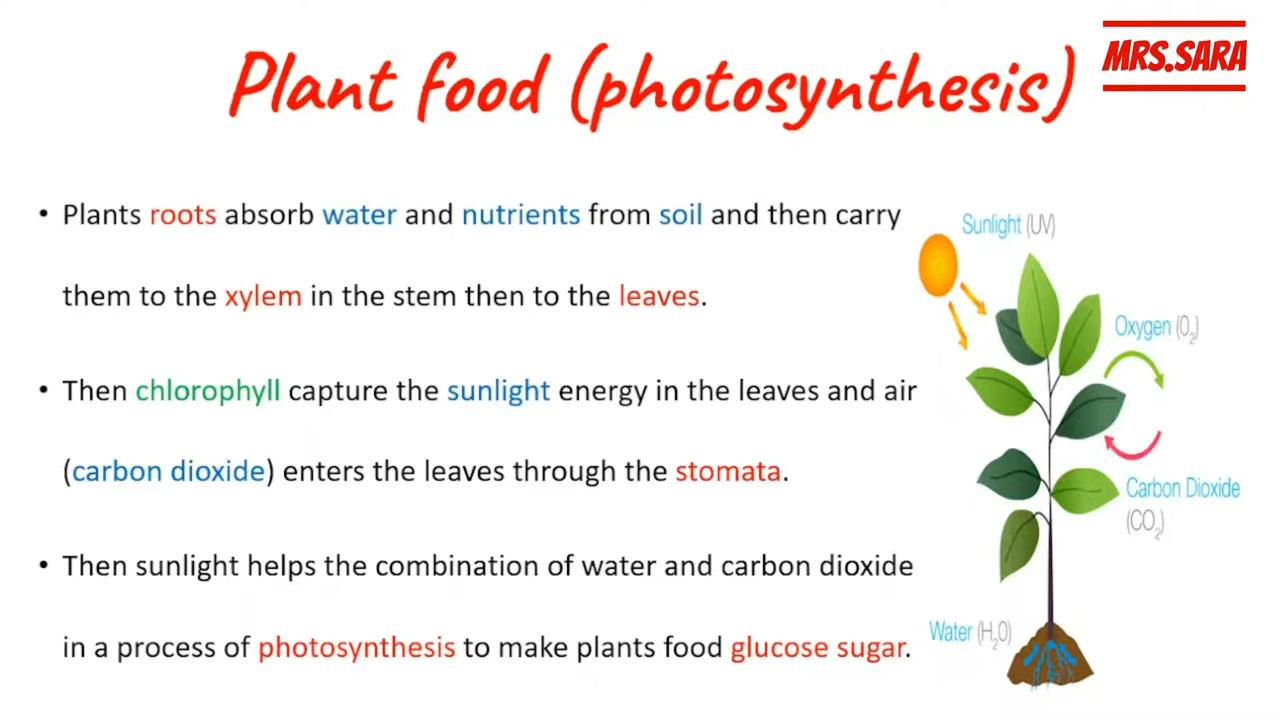 MRS.SARA
Plant food (photosynthesis)
• Plants roots absorb water and nutrients from soil and then carry
them to the xylem in the stem then to the leaves.
• Then chlorophyll capture the sunlight energy in the leaves and air
(carbon dioxide) enters the leaves through the stomata.
• Then sunlight helps the combination of water and carbon dioxide
in a process of photosynthesis to make plants food glucose sugar.
Sunlight (UV)
Oxygen (O₂)
Carbon Dioxide
(CO₂)
Water (H₂O)